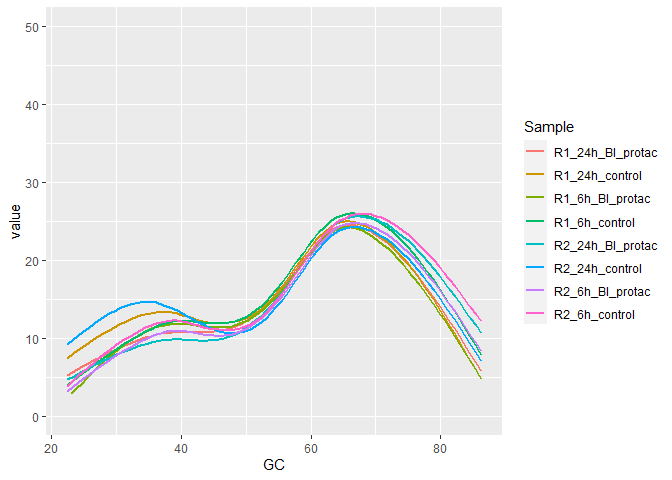 50
40
30
20
10
0
value
20
40
60
80
GC
Sample
R1_24h_BI_protac
R1_24h_control
R1_6h_BI_protac
R1_6h_control
R2_24h_BI_protac
R2_24h_control
R2_6h_BI_protac
R2_6h_control